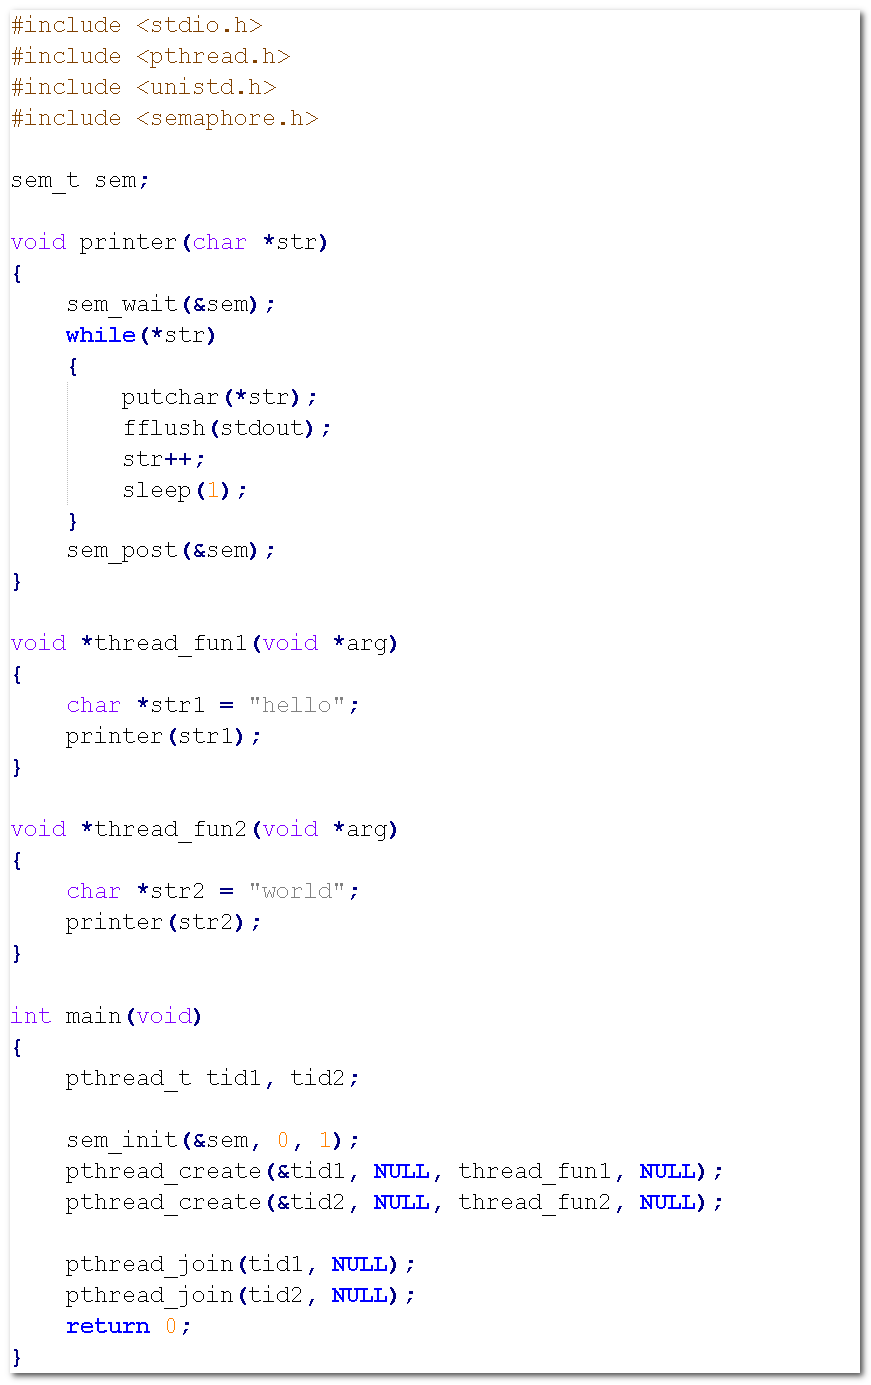 #include <stdio.h>
#include <pthread.h>
#include <unistd.h>
#include <semaphore.h>

sem_t sem;

void printer(char *str)
{
    sem_wait(&sem);
    while(*str)
    {
        putchar(*str);
        fflush(stdout);
        str++;
        sleep(1);
    }
    sem_post(&sem);
}

void *thread_fun1(void *arg)
{
    char *str1 = "hello";
    printer(str1);
}

void *thread_fun2(void *arg)
{
    char *str2 = "world";
    printer(str2);
}

int main(void)
{
    pthread_t tid1, tid2;

    sem_init(&sem, 0, 1);
    pthread_create(&tid1, NULL, thread_fun1, NULL);
    pthread_create(&tid2, NULL, thread_fun2, NULL);

    pthread_join(tid1, NULL);
    pthread_join(tid2, NULL);
    return 0;
}